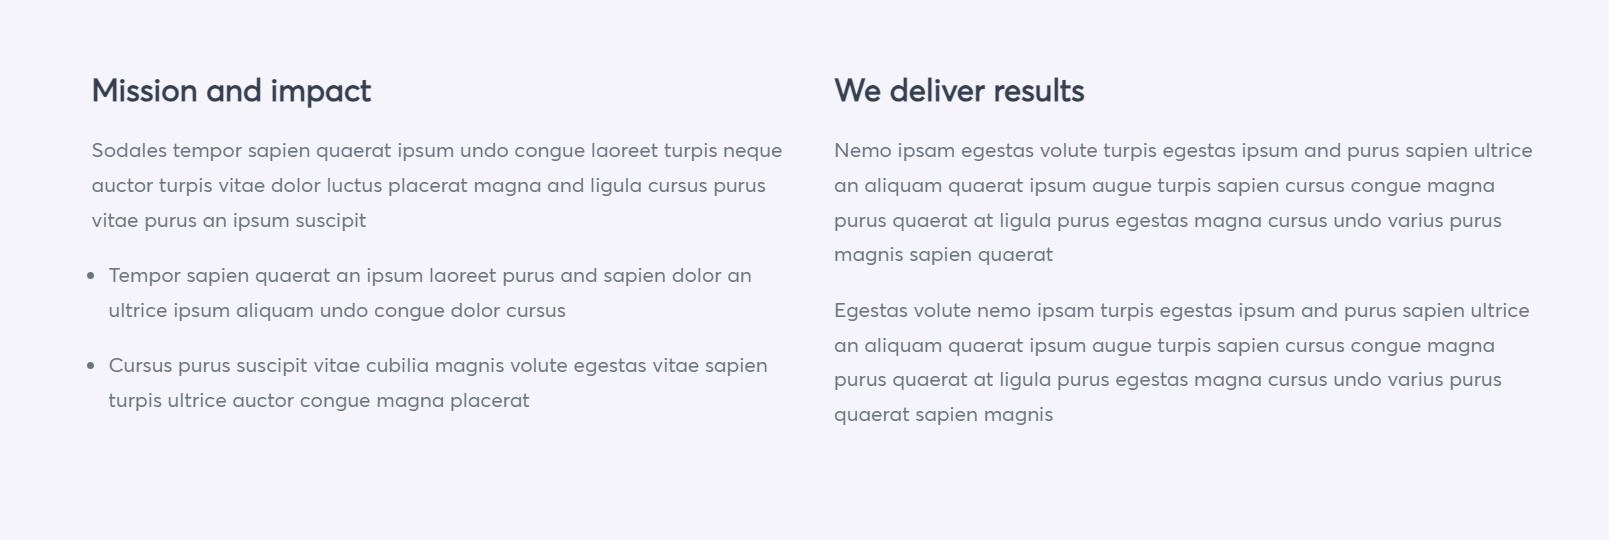 Mission and impact
Sodales tempor sapien quaerat ipsum undo congue laoreet turpis neque
auctor turpis vitae dolor luctus placerat magna and ligula cursus purus
vitae purus an ipsum suscipit
Tempor sapien quaerat an ipsum laoreet purus and sapien dolor an
ultrice ipsum aliquam undo congue dolor cursus
Cursus purus suscipit vitae cubilia magnis volute egestas vitae sapien
turpis ultrice auctor congue magna placerat
We deliver results
Nemo ipsam egestas volute turpis egestas ipsum and purus sapien ultrice
an aliquam quaerat ipsum augue turpis sapien cursus congue magna
purus quaerat at ligula purus egestas magna cursus undo varius purus
magnis sapien quaerat
Egestas volute nemo ipsam turpis egestas ipsum and purus sapien ultrice
an aliquam quaerat ipsum augue turpis sapien cursus congue magna
purus quaerat at ligula purus egestas magna cursus undo varius purus
quaerat sapien magnis